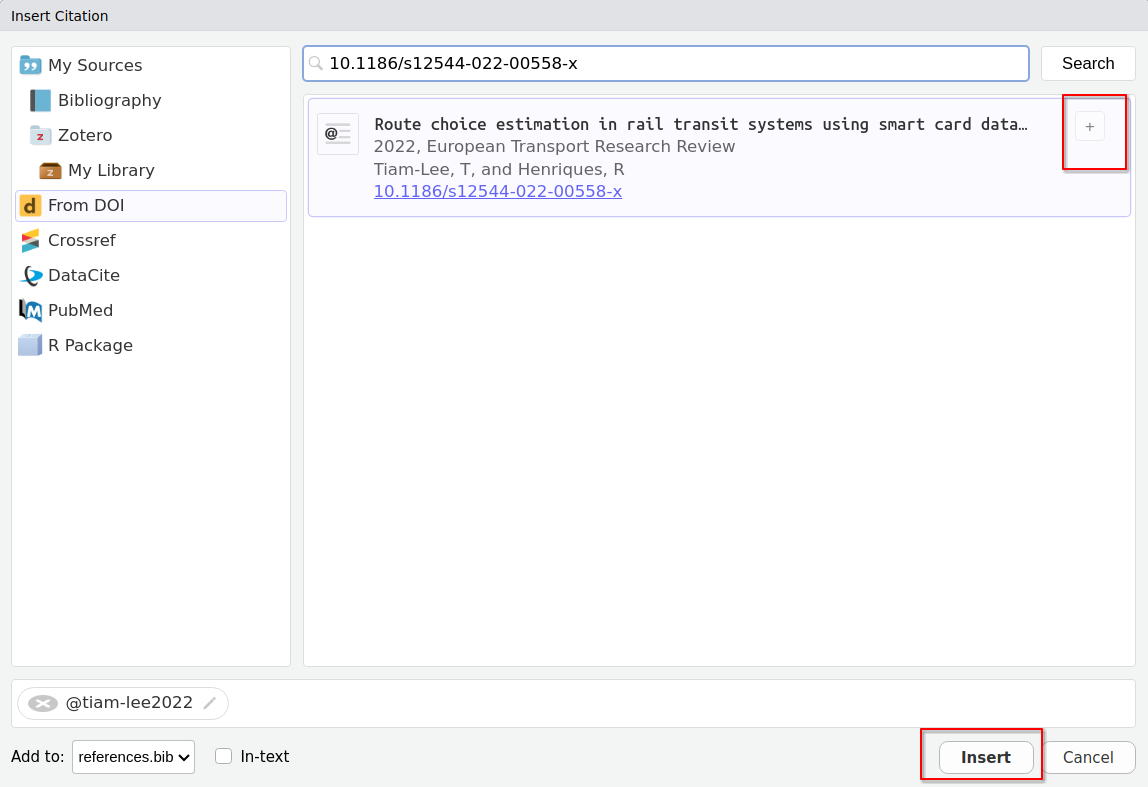 Insert Citation
My Sources
Bibliography
Zotero
My Library
From DOI
Crossref
DataCite
PubMed
R Package
10.1186/s12544-022-00558-x
Search
Route choice estimation in rail transit systems using smart card data…
2022, European Transport Research Review
Tiam-Lee, T, and Henriques, R
10.1186/s12544-022-00558-x
+
@tiam-lee2022
Add to: references.bib In-text
Insert Cancel